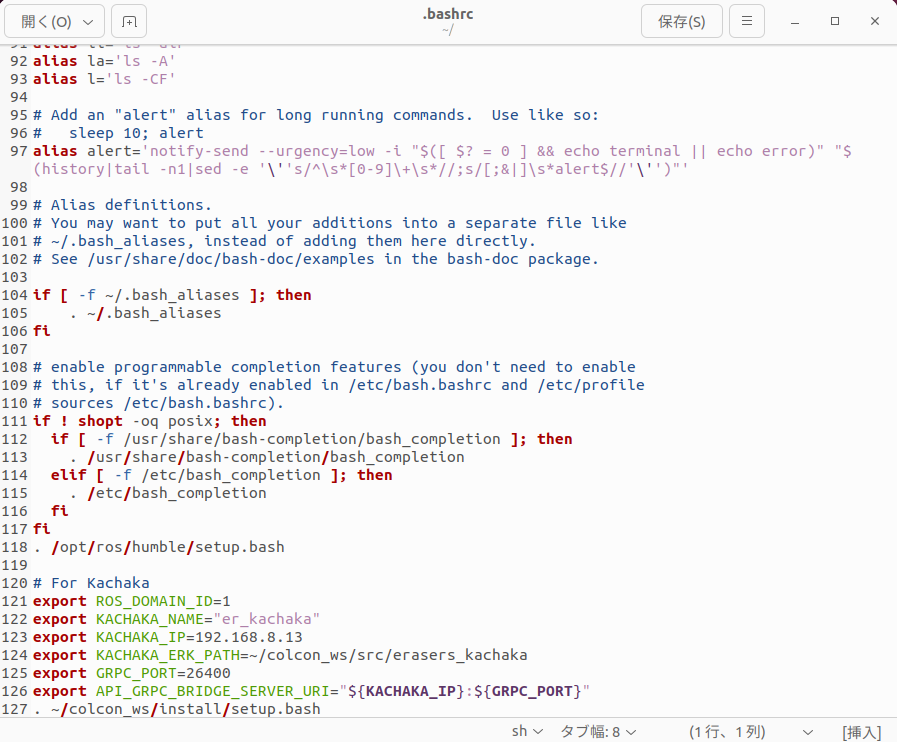 開く(O)
.bashrc
~/
保存(S)
92 alias la='ls -A'
93 alias l='ls -CF'
94
95 # Add an "alert" alias for long running commands.  Use like so:
96 #   sleep 10; alert
97 alias alert='notify-send --urgency=low -i "$([ $? = 0 ] && echo terminal || echo error)" "$
(history|tail -n1|sed -e '\''s/^\s*[0-9]\+\s*//;s/[;&|]\s*alert$//'\'')"'
98
99 # Alias definitions.
100 # You may want to put all your additions into a separate file like
101 # ~/.bash_aliases, instead of adding them here directly.
102 # See /usr/share/doc/bash-doc/examples in the bash-doc package.
103
104 if [ -f ~/.bash_aliases ]; then
105     . ~/.bash_aliases
106 fi
107
108 # enable programmable completion features (you don't need to enable
109 # this, if it's already enabled in /etc/bash.bashrc and /etc/profile
110 # sources /etc/bash.bashrc).
111 if ! shopt -oq posix; then
112   if [ -f /usr/share/bash-completion/bash_completion ]; then
113     . /usr/share/bash-completion/bash_completion
114   elif [ -f /etc/bash_completion ]; then
115     . /etc/bash_completion
116   fi
117 fi
118 . /opt/ros/humble/setup.bash
119
120 # For Kachaka
121 export ROS_DOMAIN_ID=1
122 export KACHAKA_NAME="er_kachaka"
123 export KACHAKA_IP=192.168.8.13
124 export KACHAKA_ERK_PATH=~/colcon_ws/src/erasers_kachaka
125 export GRPC_PORT=26400
126 export API_GRPC_BRIDGE_SERVER_URI="${KACHAKA_IP}:${GRPC_PORT}"
127 . ~/colcon_ws/install/setup.bash
sh タブ幅: 8 (1 行、1 列) [挿入]